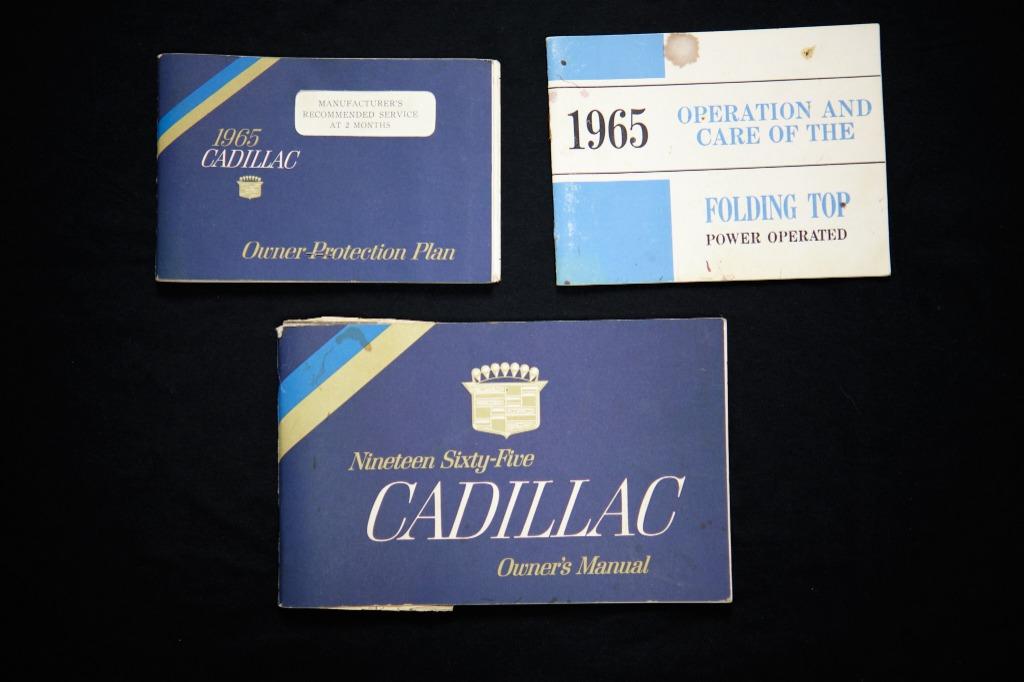 MANUFACTURER'S
RECOMMENDED SERVICE
AT 2 MONTHS
1965
CADILLAC
Owner Protection Plan
1965
OPERATION AND
CARE OF THE
FOLDING TOP
POWER OPERATED
Nineteen Sixty-Five
CADILLAC
Owner's Manual